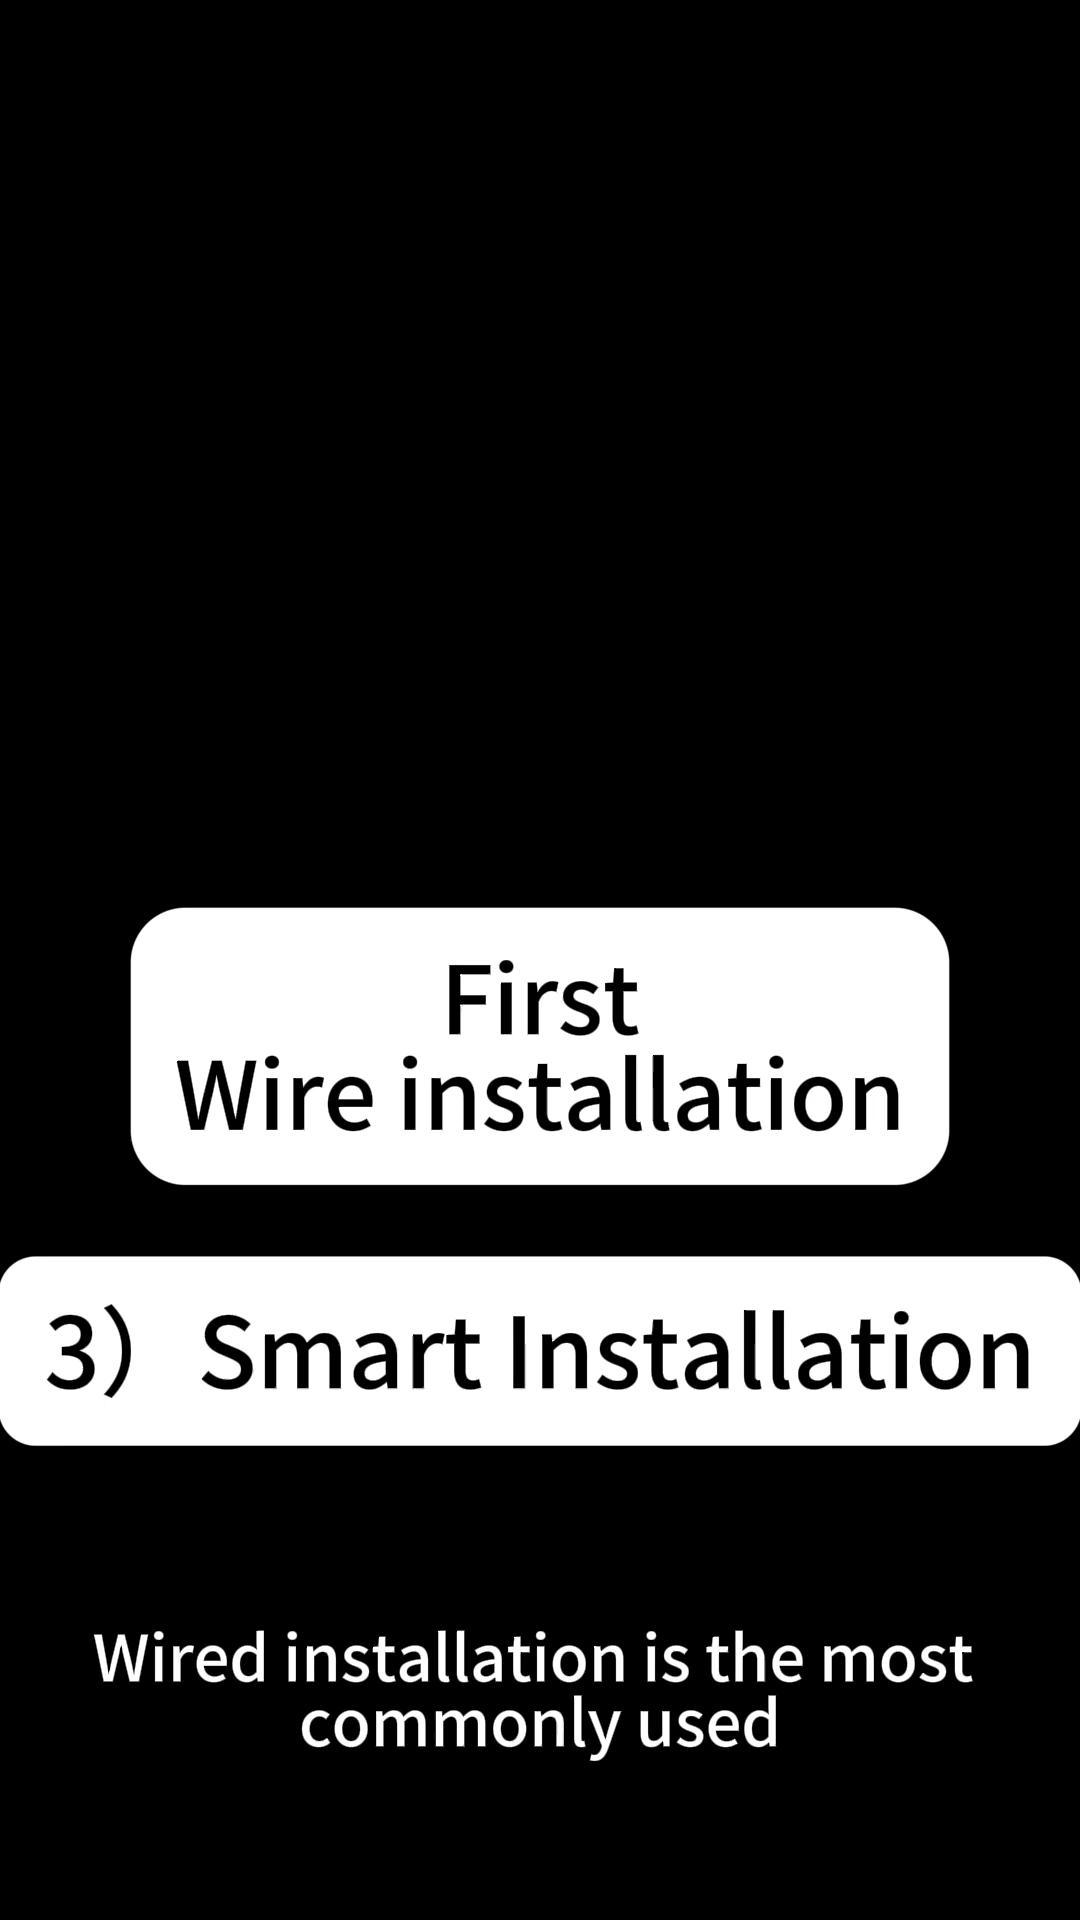 First
Wire installation
3） Smart Installation
Wired installation is the most
commonly used